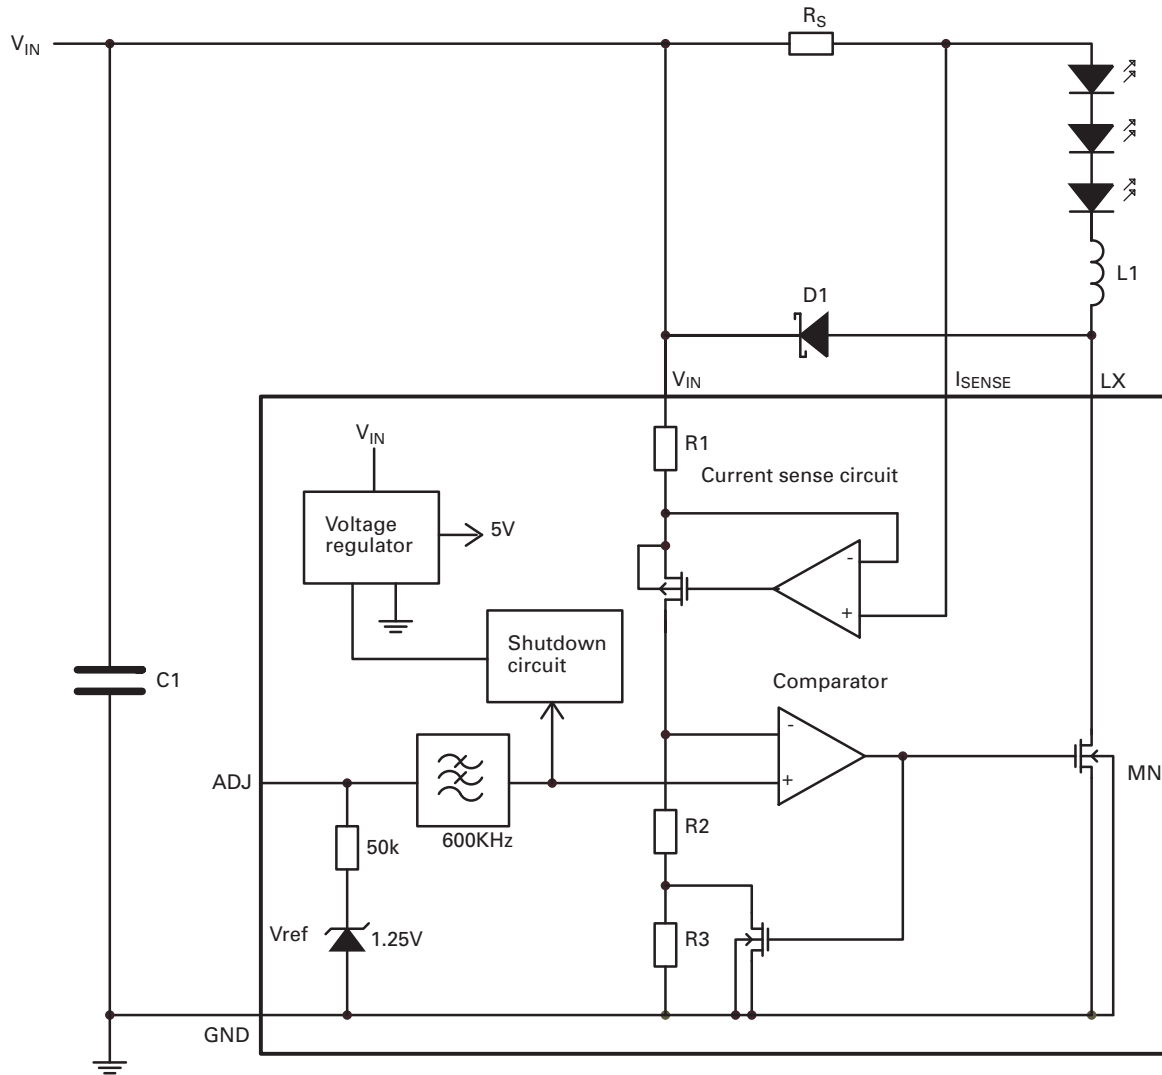 RS
VIN
L1
D1
VIN
ISENSE
LX
R1
VIN
Current sense circuit
Voltage
regulator
5V
-
+
Shutdown
circuit
C1
Comparator
-
+
ADJ
MN
600KHz
R2
50k
Vref
1.25V
R3
GND